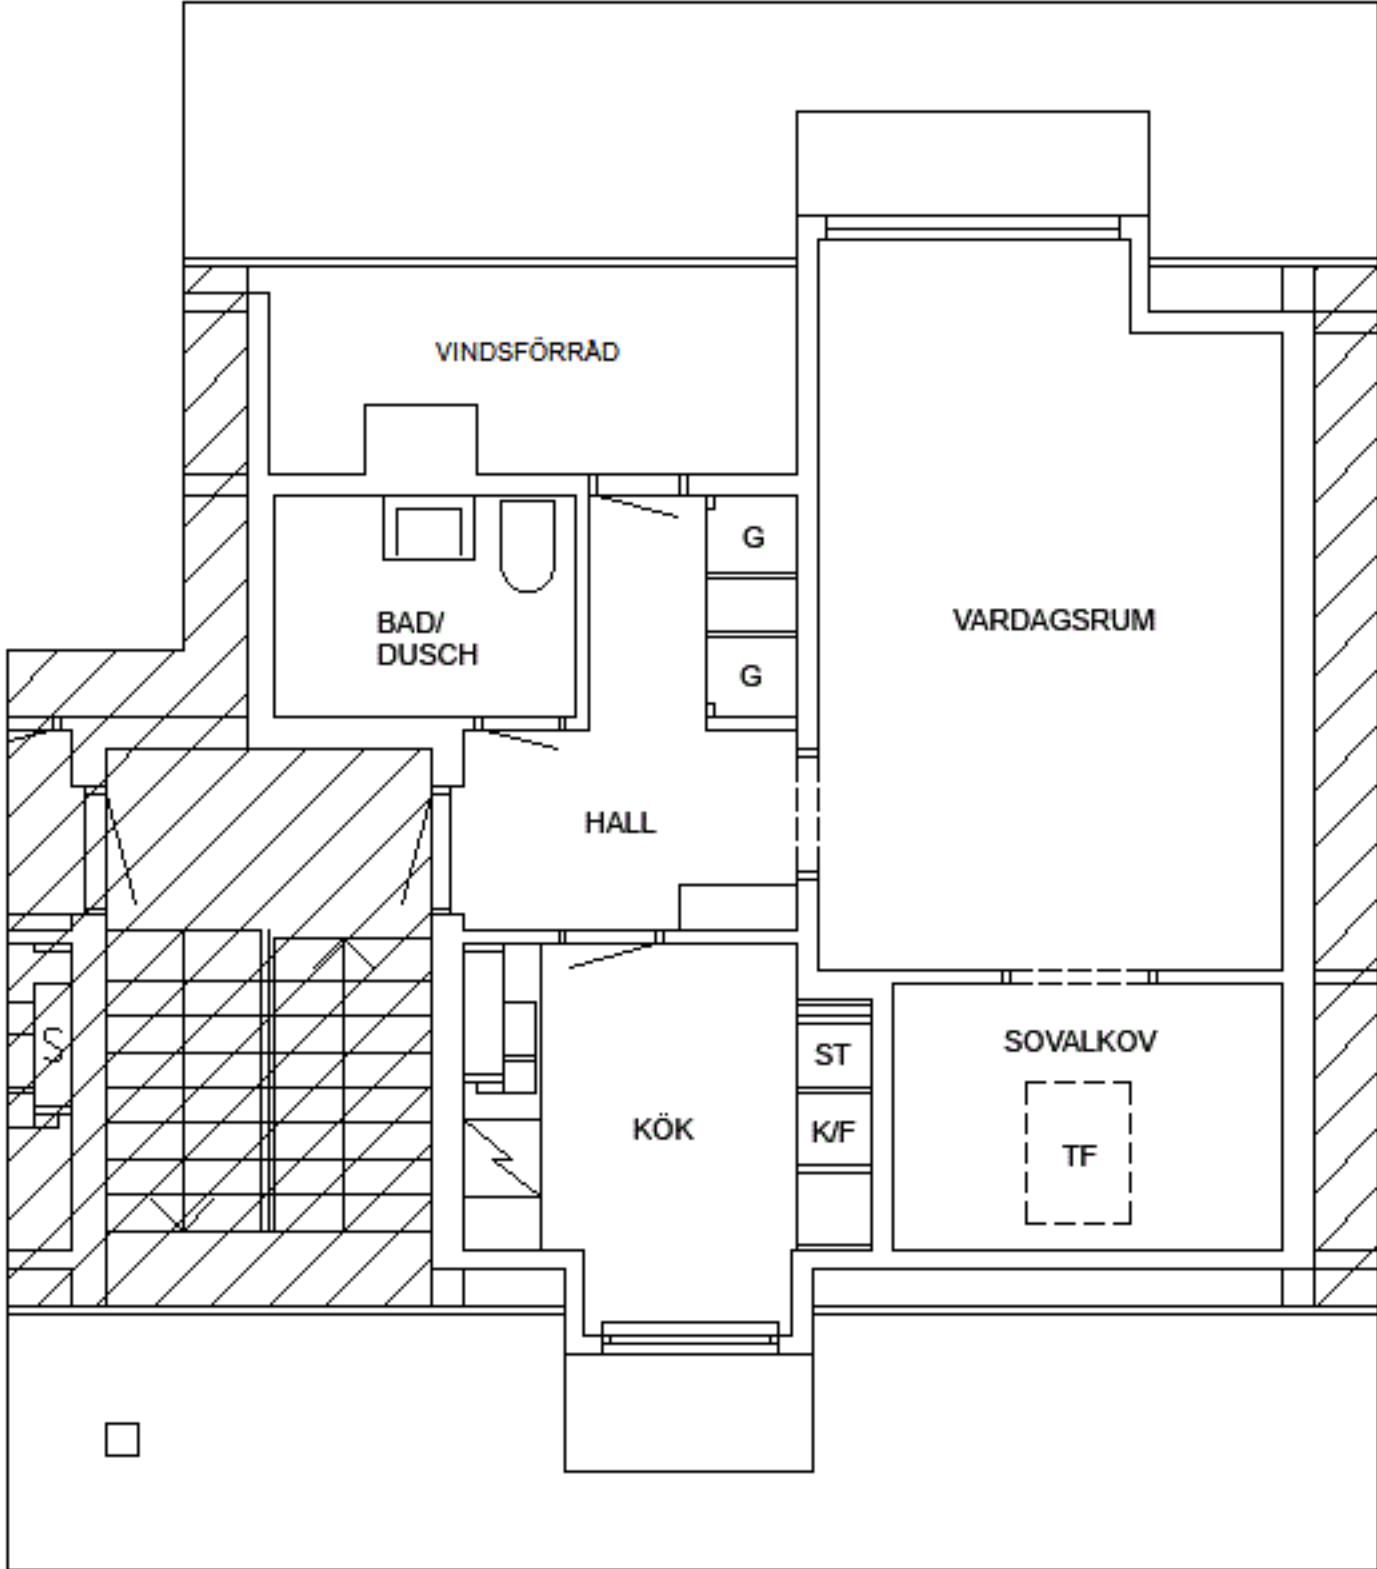 VINDSFÖRRÅD
G
BAD/
DUSCH
VARDAGSRUM
G
HALL
S
ST
SOVALKOV
KÖK
K/F
TF